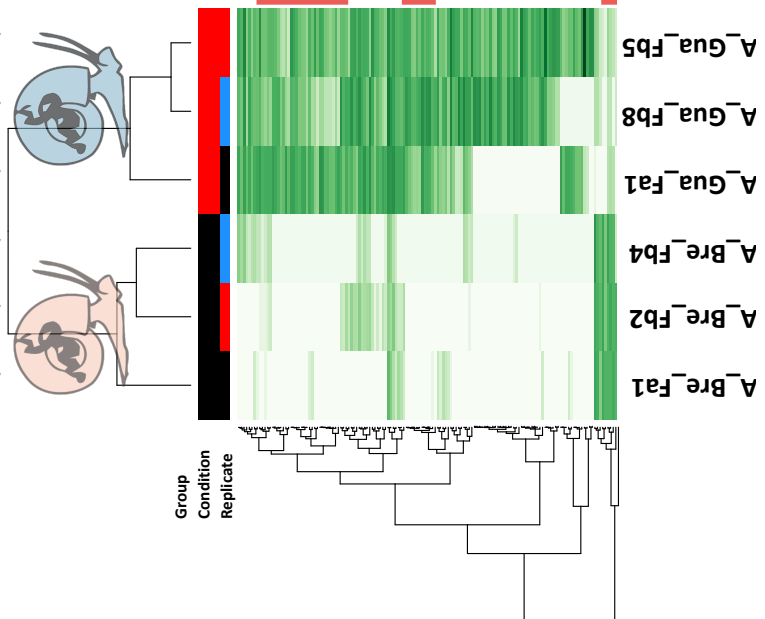 A_Gua_Fb5
A_Gua_Fb8
A_Gua_Fa1
A_Bre_Fb4
A_Bre_Fb2
A_Bre_Fa1
Group
Condition
Replicate